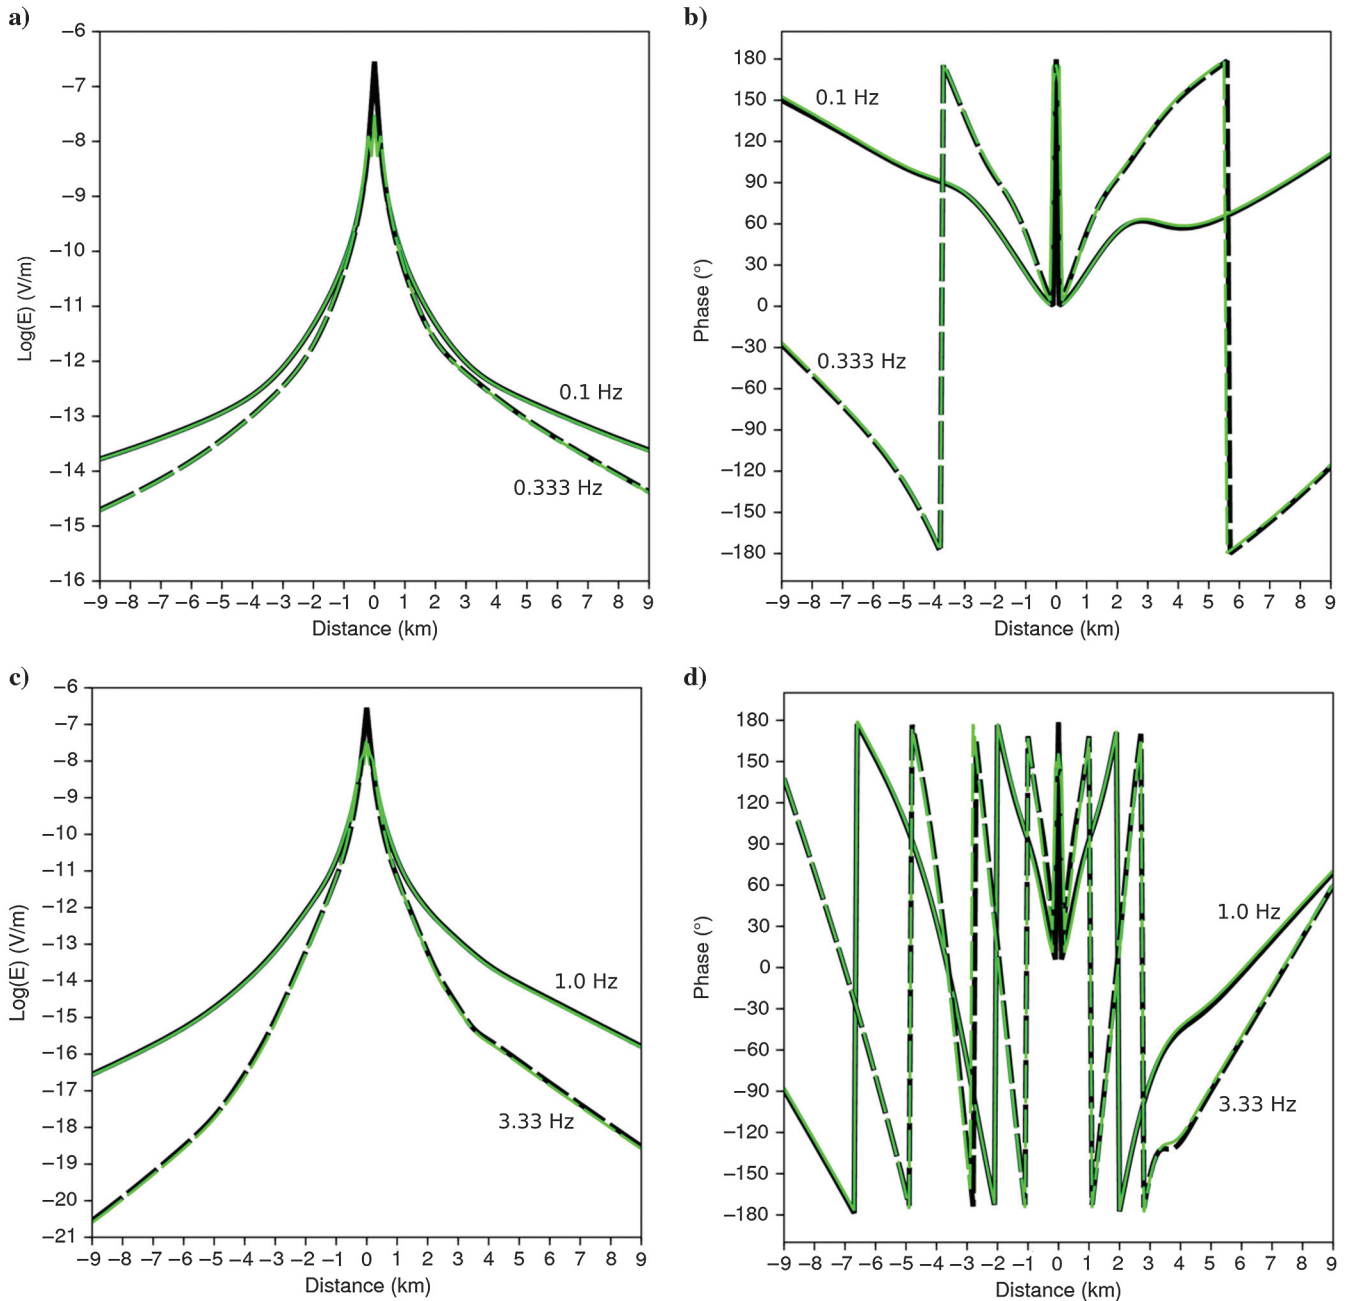 a)
−6
−7
−8
−9
−10
−11
−12
−13
−14
−15
−16
Log(E) (V/m)
0.1 Hz
0.333 Hz
−9 −8 −7 −6 −5 −4 −3 −2 −1 0 1 2 3 4 5 6 7 8 9
Distance (km)
b)
180
150
120
90
60
30
0
−30
−60
−90
−120
−150
−180
Phase (°)
0.1 Hz
0.333 Hz
−9 −8 −7 −6 −5 −4 −3 −2 −1 0 1 2 3 4 5 6 7 8 9
Distance (km)
c)
−6
−7
−8
−9
−10
−11
−12
−13
−14
−15
−16
−17
−18
−19
−20
−21
Log(E) (V/m)
1.0 Hz
3.33 Hz
−9 −8 −7 −6 −5 −4 −3 −2 −1 0 1 2 3 4 5 6 7 8 9
Distance (km)
d)
180
150
120
90
60
30
0
−30
−60
−90
−120
−150
−180
Phase (°)
1.0 Hz
3.33 Hz
−9 −8 −7 −6 −5 −4 −3 −2 −1 0 1 2 3 4 5 6 7 8 9
Distance (km)